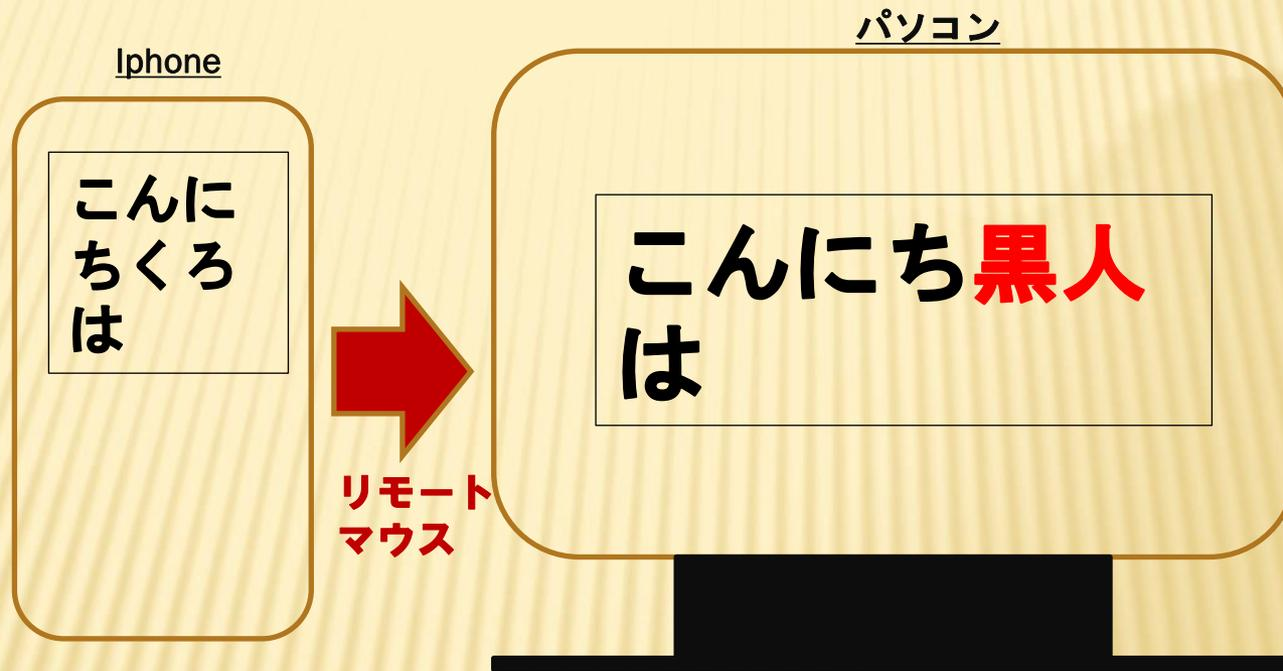 Iphone
こんに
ちくろ
は
リモート
マウス
パソコン
こんにち黒人
は